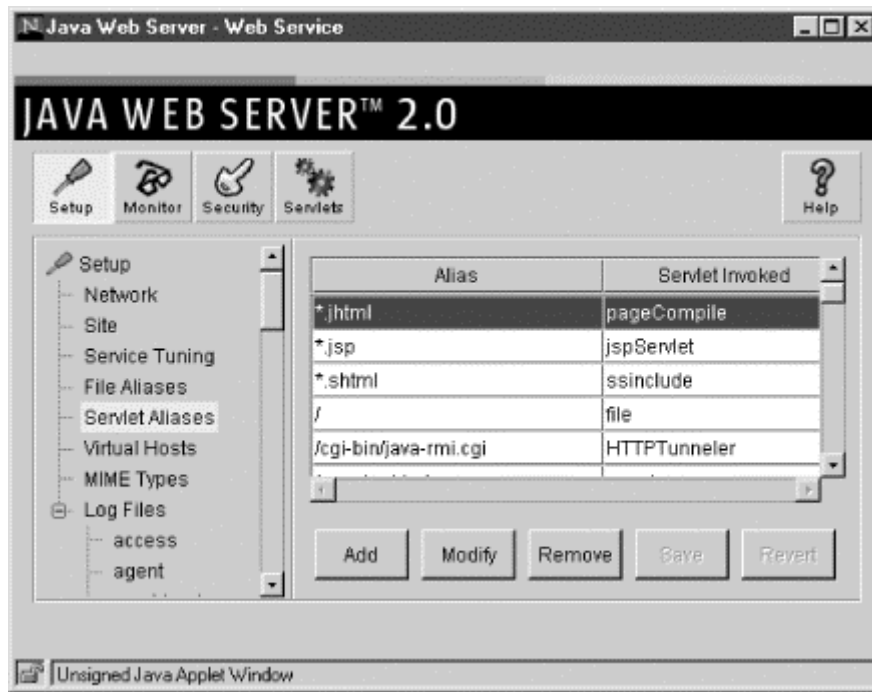 Java Web Server - Web Service
JAVA WEB SERVER™ 2.0
Setup Monitor Security Servlets Help
Setup
Network
Site
Service Tuning
File Aliases
Servlet Aliases
Virtual Hosts
MIME Types
Log Files
access
agent
Alias Servlet Invoked
*.jhtml pageCompile
*.jsp jspServlet
*.shtml ssinclude
/ file
/cgi-bin/java-rmi.cgi HTTPTunneler
Add Modify Remove Save Revert
Unsigned Java Applet Window